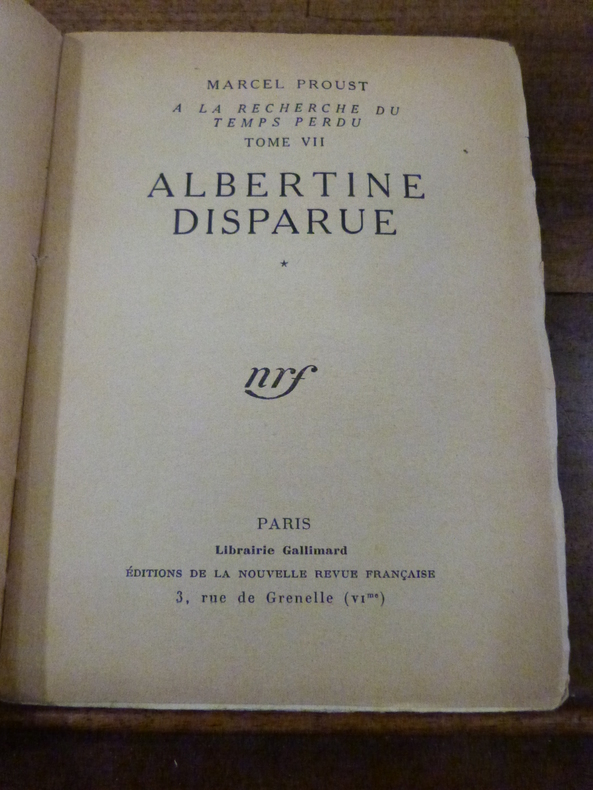 MARCEL PROUST
A LA RECHERCHE DU
TEMPS PERDU
TOME VII
ALBERTINE
DISPARUE
*
nrf
PARIS
Librairie Gallimard
ÉDITIONS DE LA NOUVELLE REVUE FRANÇAISE
3, rue de Grenelle (VIme)